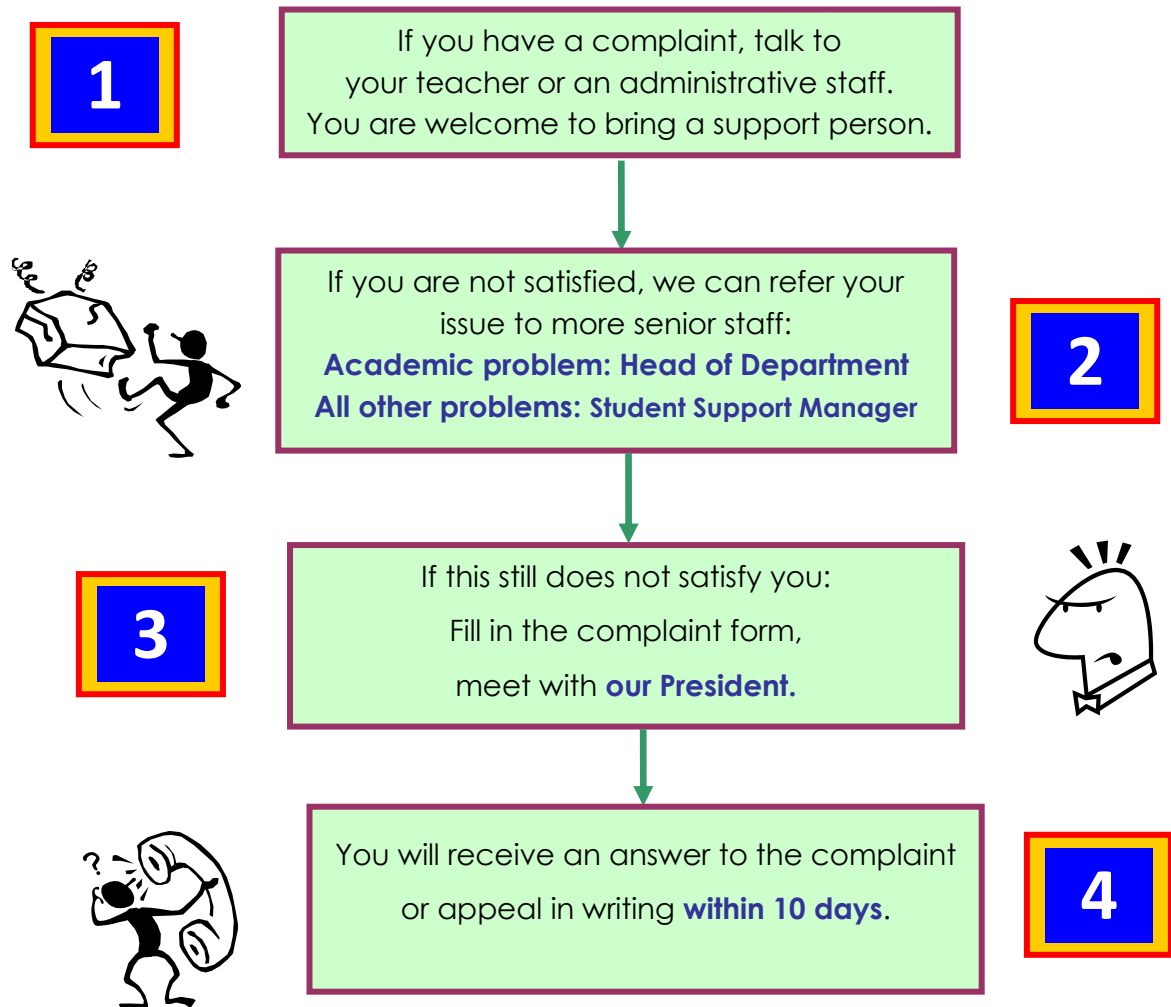 1
If you have a complaint, talk to
your teacher or an administrative staff.
You are welcome to bring a support person.
If you are not satisfied, we can refer your
issue to more senior staff:
Academic problem: Head of Department
All other problems: Student Support Manager
2
3
If this still does not satisfy you:
Fill in the complaint form,
meet with our President.
?
You will receive an answer to the complaint
or appeal in writing within 10 days.
4